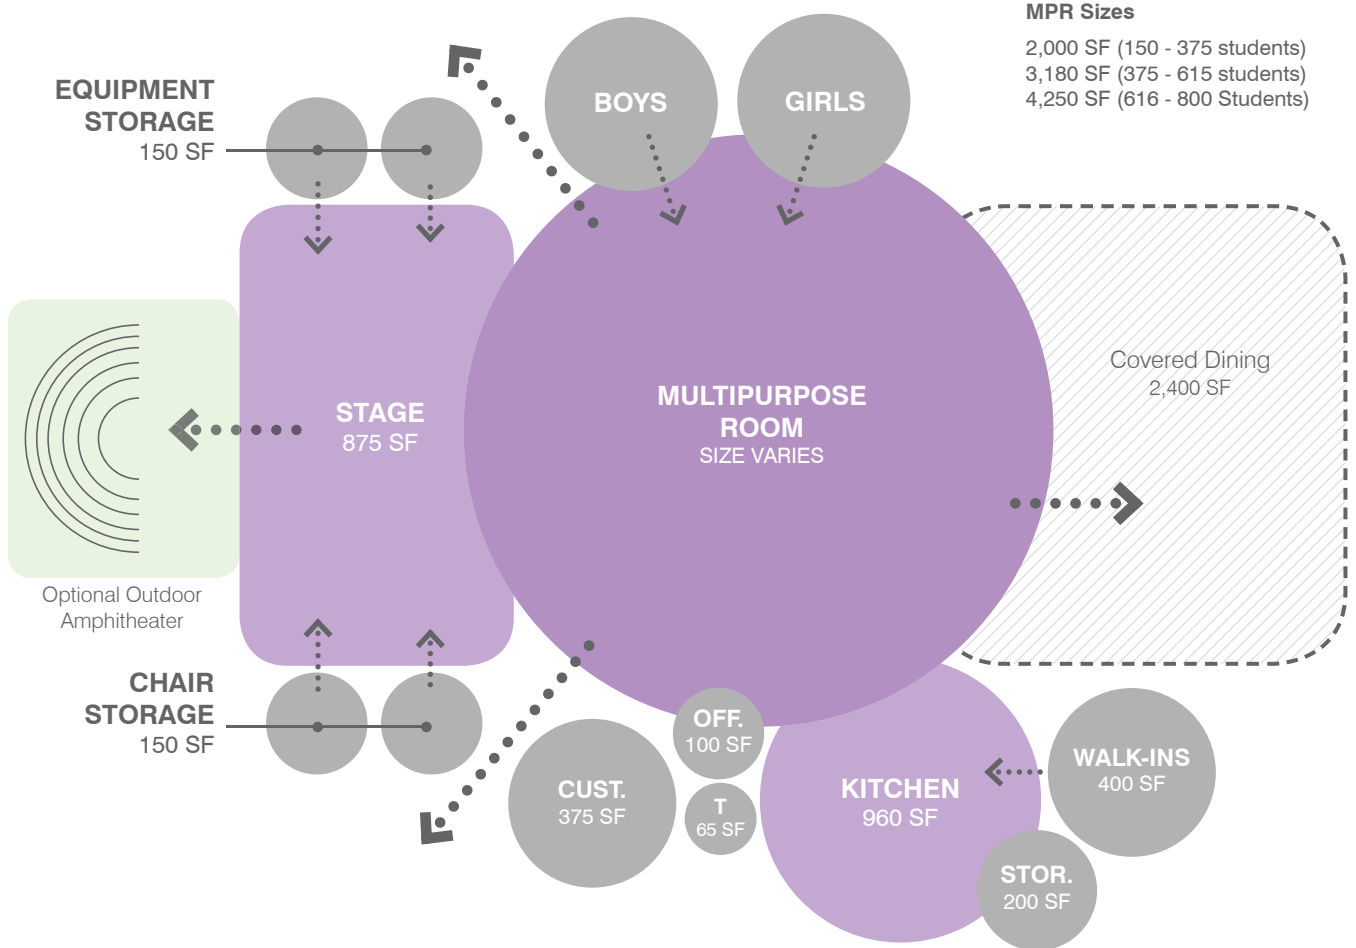 MPR Sizes
2,000 SF (150 - 375 students)
3,180 SF (375 - 615 students)
4,250 SF (616 - 800 Students)
EQUIPMENT
STORAGE
150 SF
BOYS
GIRLS
Covered Dining
2,400 SF
MULTIPURPOSE
ROOM
SIZE VARIES
STAGE
875 SF
Optional Outdoor
Amphitheater
CHAIR
STORAGE
150 SF
OFF.
100 SF
CUST.
375 SF
T
65 SF
KITCHEN
960 SF
WALK-INS
400 SF
STOR.
200 SF